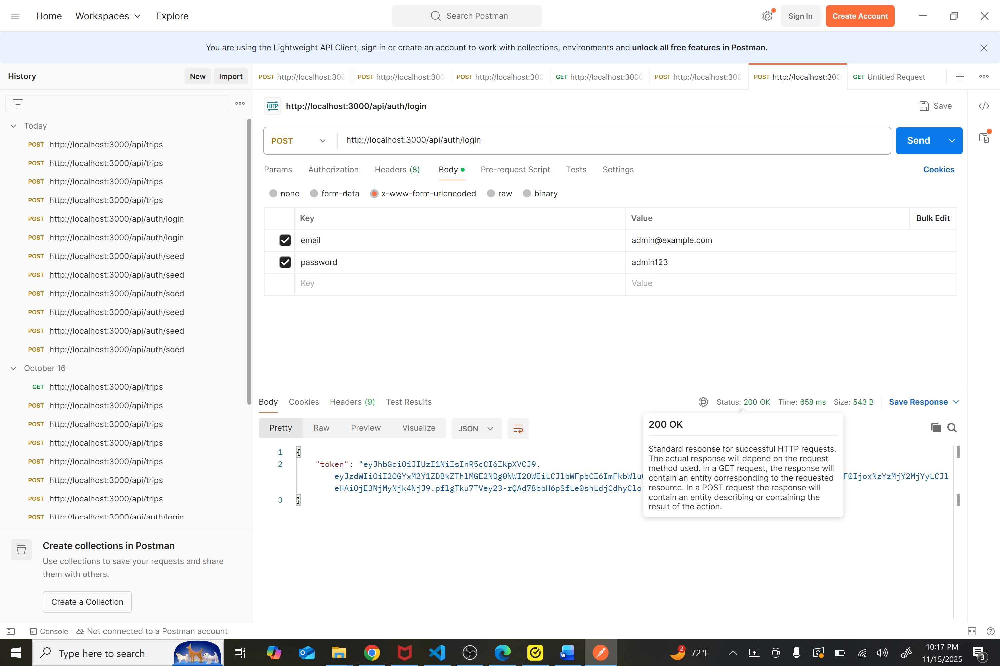 Home Workspaces Explore Search Postman Sign In Create Account
You are using the Lightweight API Client, sign in or create an account to work with collections, environments and unlock all free features in Postman.
History New Import
POST http://localhost:300 POST http://localhost:300 POST http://localhost:300 GET http://localhost:3000 POST http://localhost:300 POST http://localhost:300 GET Untitled Request
Today
POST http://localhost:3000/api/trips
POST http://localhost:3000/api/trips
POST http://localhost:3000/api/trips
POST http://localhost:3000/api/trips
POST http://localhost:3000/api/auth/login
POST http://localhost:3000/api/auth/login
POST http://localhost:3000/api/auth/seed
POST http://localhost:3000/api/auth/seed
POST http://localhost:3000/api/auth/seed
POST http://localhost:3000/api/auth/seed
POST http://localhost:3000/api/auth/seed
POST http://localhost:3000/api/auth/seed
October 16
GET http://localhost:3000/api/trips
POST http://localhost:3000/api/trips
POST http://localhost:3000/api/trips
POST http://localhost:3000/api/trips
POST http://localhost:3000/api/trips
POST http://localhost:3000/api/trips
POST http://localhost:3000/api/trips
POST http://localhost:3000/api/auth/login
Create collections in Postman
Use collections to save your requests and share
them with others.
Create a Collection
HTTP http://localhost:3000/api/auth/login Save
POST http://localhost:3000/api/auth/login Send
Params Authorization Headers (8) Body Pre-request Script Tests Settings Cookies
none form-data x-www-form-urlencoded raw binary
Key Value Bulk Edit
email admin@example.com
password admin123
Key Value
Body Cookies Headers (9) Test Results Status: 200 OK Time: 658 ms Size: 543 B Save Response
Pretty Raw Preview Visualize JSON
1 {
2 "token": "eyJhbGciOiJIUzI1NiIsInR5cCI6IkpXVCJ9.
3 }
200 OK
Standard response for successful HTTP requests.
The actual response will depend on the request
method used. In a GET request, the response will
contain an entity corresponding to the requested
resource. In a POST request the response will
contain an entity describing or containing the
result of the action.
Console Not connected to a Postman account
Type here to search 2 72°F 10:17 PM
11/15/2025 3